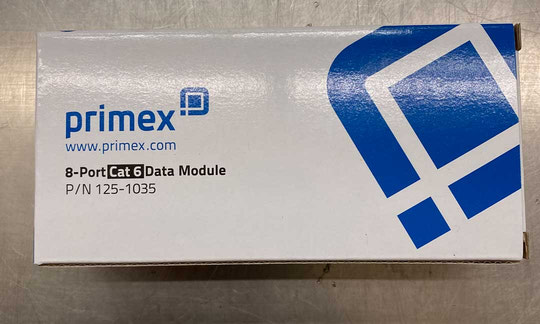 primex
www.primex.com
8-Port Cat 6 Data Module
P/N 125-1035